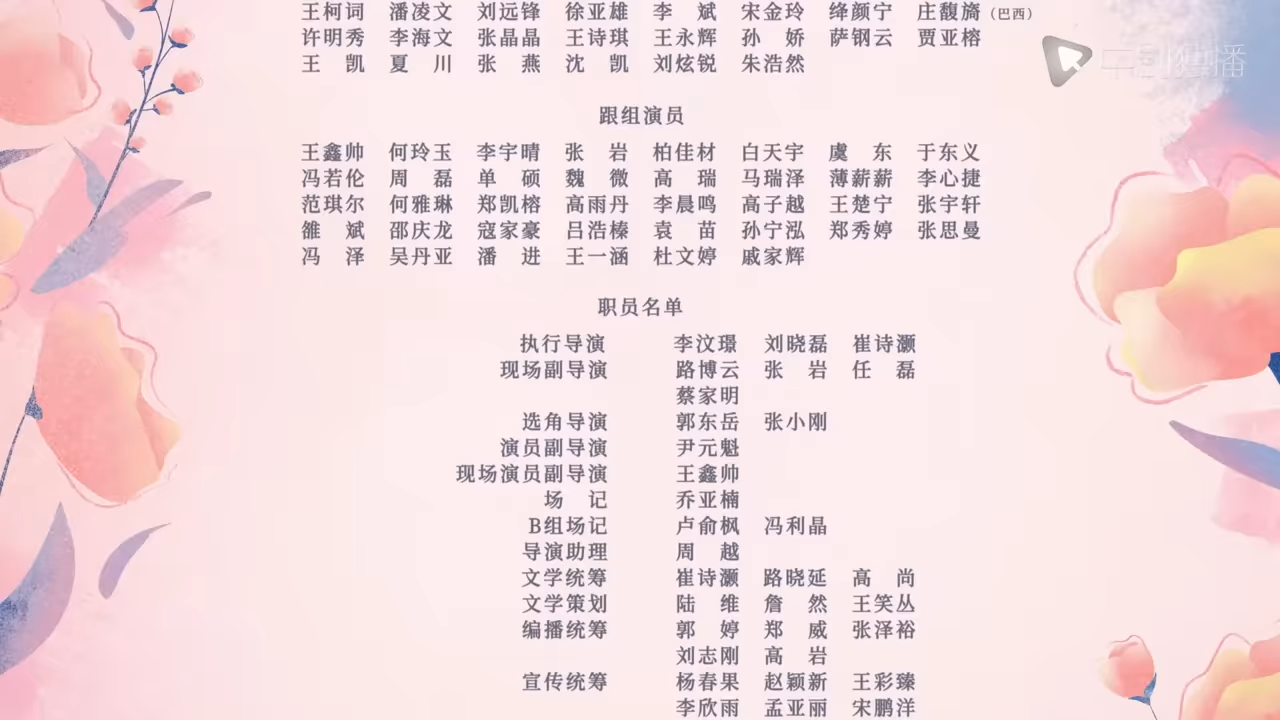 王柯词 潘凌文 刘远锋 徐亚雄 李 斌 宋金玲 绛颜宁 庄馥旖（巴西）
许明秀 李海文 张晶晶 王诗琪 王永辉 孙 娇 萨钢云 贾亚榕
王 凯 夏 川 张 燕 沈 凯 刘炫锐 朱浩然
跟组演员
王鑫帅 何玲玉 李宇晴 张 岩 柏佳材 白天宇 虞 东 于东义
冯若伦 周 磊 单 硕 魏 微 高 瑞 马瑞泽 薄薪薪 李心捷
范琪尔 何雅琳 郑凯榕 高雨丹 李晨鸣 高子越 王楚宁 张宇轩
雒 斌 邵庆龙 寇家豪 吕浩榛 袁 苗 孙宁泓 郑秀婷 张思曼
冯 泽 吴丹亚 潘 进 王一涵 杜文婷 戚家辉
职员名单
执行导演 李汶璟 刘晓磊 崔诗灏
现场副导演 路博云 张 岩 任 磊
蔡家明
选角导演 郭东岳 张小刚
演员副导演 尹元魁
现场演员副导演 王鑫帅
场 记 乔亚楠
B组场记 卢俞枫 冯利晶
导演助理 周 越
文学统筹 崔诗灏 路晓延 高 尚
文学策划 陆 维 詹 然 王笑丛
编播统筹 郭 婷 郑 威 张泽裕
刘志刚 高 岩
宣传统筹 杨春果 赵颖新 王彩臻
李欣雨 孟亚丽 宋鹏洋